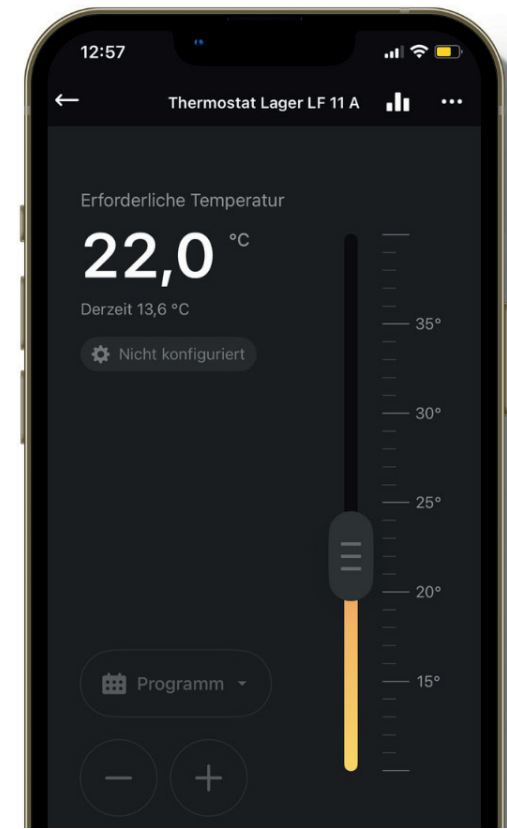 12:57
Thermostat Lager LF 11 A
Erforderliche Temperatur
22,0 °C
Derzeit 13,6 °C
Nicht konfiguriert
35°
30°
25°
20°
15°
Programm